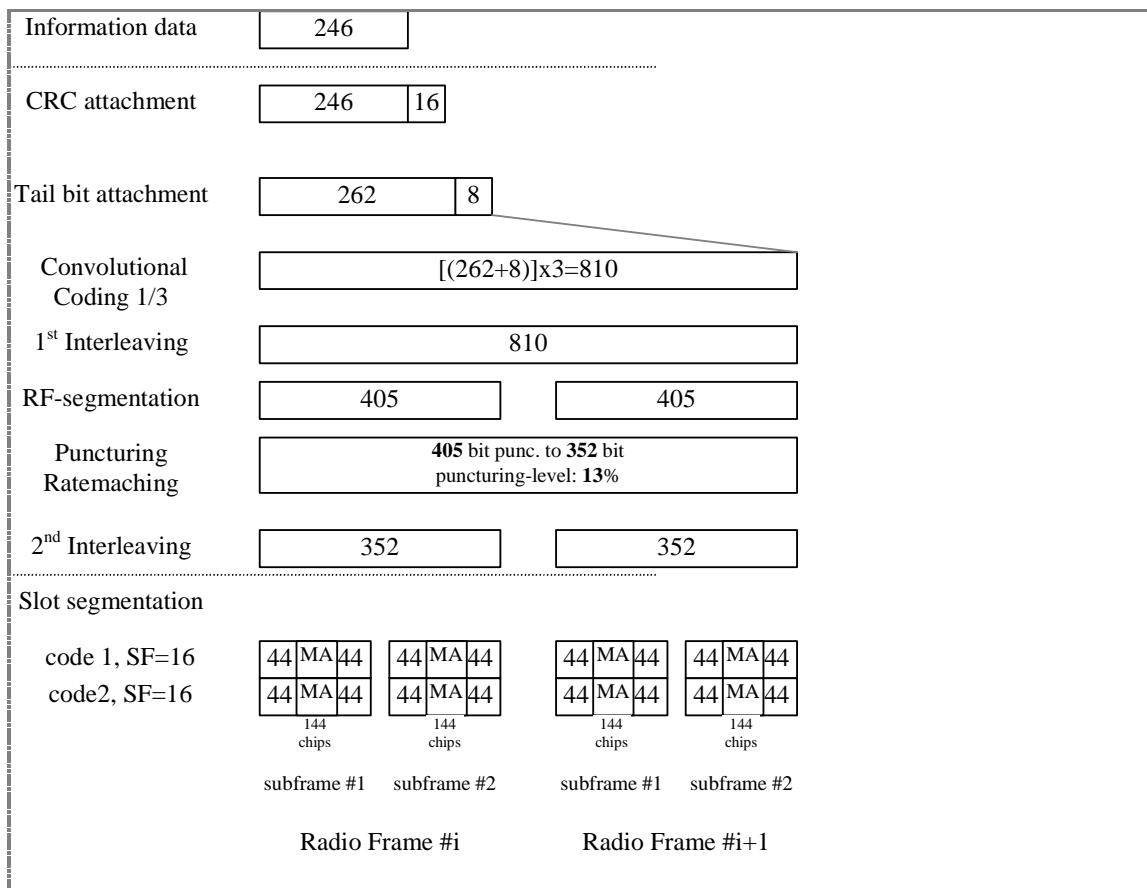 Information data 246
CRC attachment 246 16
Tail bit attachment 262 8
Convolutional
Coding 1/3
[(262+8)]x3=810
1st Interleaving 810
RF-segmentation 405 405
Puncturing
Ratemaching
405 bit punc. to 352 bit
puncturing-level: 13%
2nd Interleaving 352 352
Slot segmentation
code 1, SF=16 44 MA 44 44 MA 44 44 MA 44 44 MA 44
code2, SF=16 44 MA 44 44 MA 44 44 MA 44 44 MA 44
144 144 144 144
chips chips chips chips
subframe #1 subframe #2 subframe #1 subframe #2
Radio Frame #i Radio Frame #i+1